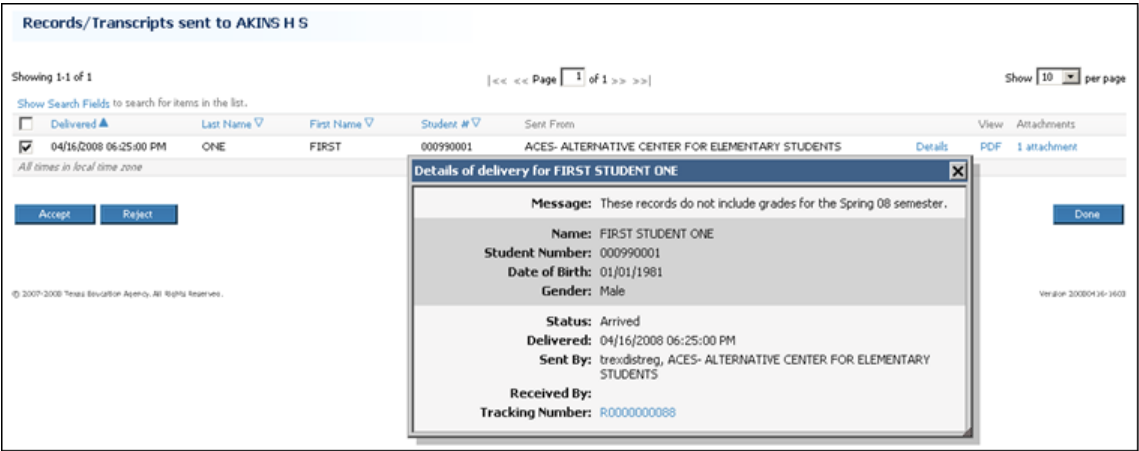 Records/Transcripts sent to AKINS H S
Showing 1-1 of 1
|<< << Page 1 of 1 >> >>|
Show 10 per page
Show Search Fields to search for items in the list.
Delivered Last Name First Name Student # Sent From View Attachments
04/16/2008 06:25:00 PM ONE FIRST 000990001 ACES- ALTERNATIVE CENTER FOR ELEMENTARY STUDENTS Details PDF 1 attachment
All times in local time zone
Accept Reject Done
Details of delivery for FIRST STUDENT ONE
Message: These records do not include grades for the Spring 08 semester.
Name: FIRST STUDENT ONE
Student Number: 000990001
Date of Birth: 01/01/1981
Gender: Male
Status: Arrived
Delivered: 04/16/2008 06:25:00 PM
Sent By: trexdistreg, ACES- ALTERNATIVE CENTER FOR ELEMENTARY
STUDENTS
Received By:
Tracking Number: R0000000088
© 2007-2008 Texas Education Agency. All Rights Reserved.
Version 20080416-1603